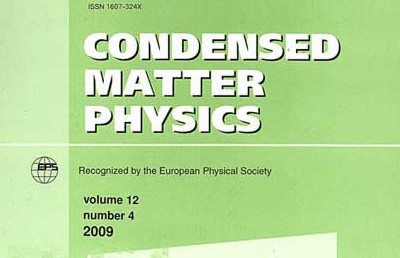 ISSN 1607-324X
CONDENSED
MATTER
PHYSICS
EPS
Recognized by the European Physical Society
volume 12
number 4
2009